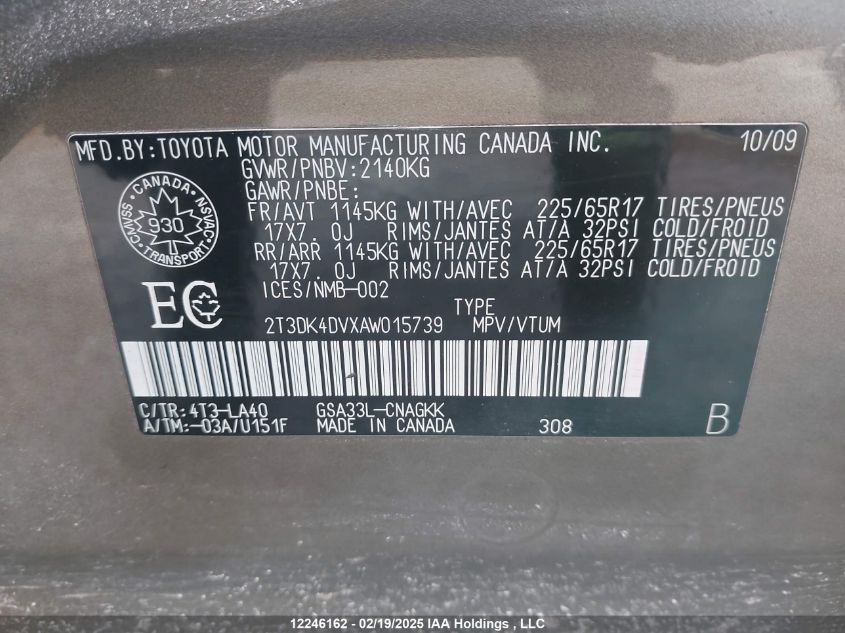 MFD.BY:TOYOTA MOTOR MANUFACTURING CANADA INC. 10/09
GVWR/PNBV:2140KG
GAWR/PNBE:
FR/AVT 1145KG WITH/AVEC 225/65R17 TIRES/PNEUS
17X7. 0J RIMS/JANTES AT/A 32PSI COLD/FROID
RR/ARR 1145KG WITH/AVEC 225/65R17 TIRES/PNEUS
17X7. 0J RIMS/JANTES AT/A 32PSI COLD/FROID
CANADA
CMVSS 930 NSVAC
TRANSPORT
ICES/NMB-002
EC
TYPE
2T3DK4DVXAW015739 MPV/VTUM
C/TR:4T3-LA40 GSA33L-CNAGKK
A/TM:-03A/U151F MADE IN CANADA 308 B
12246162 - 02/19/2025 IAA Holdings , LLC